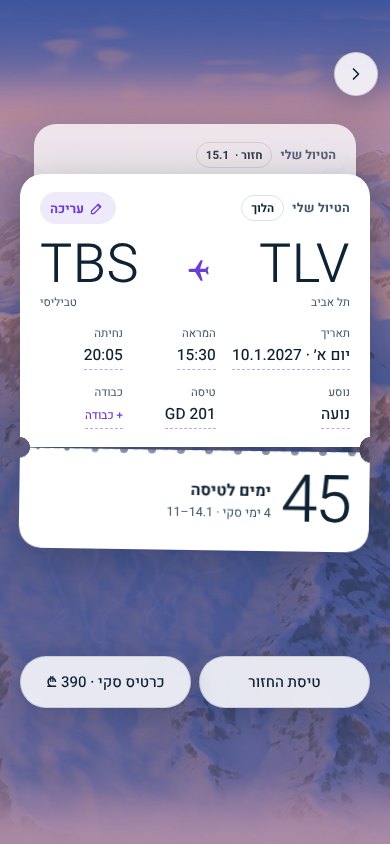 הטיול שלי חזור · 15.1
הטיול שלי הלוך עריכה
TLV TBS
תל אביב טביליסי
תאריך המראה נחיתה
יום א׳ · 10.1.2027 15:30 20:05
נוסע טיסה כבודה
נועה GD 201 + כבודה
45 ימים לטיסה
4 ימי סקי · 11–14.1
טיסת החזור כרטיס סקי · 390 ₾